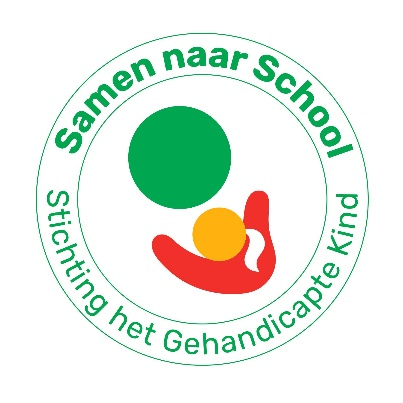 Samen naar School
Stichting het Gehandicapte Kind